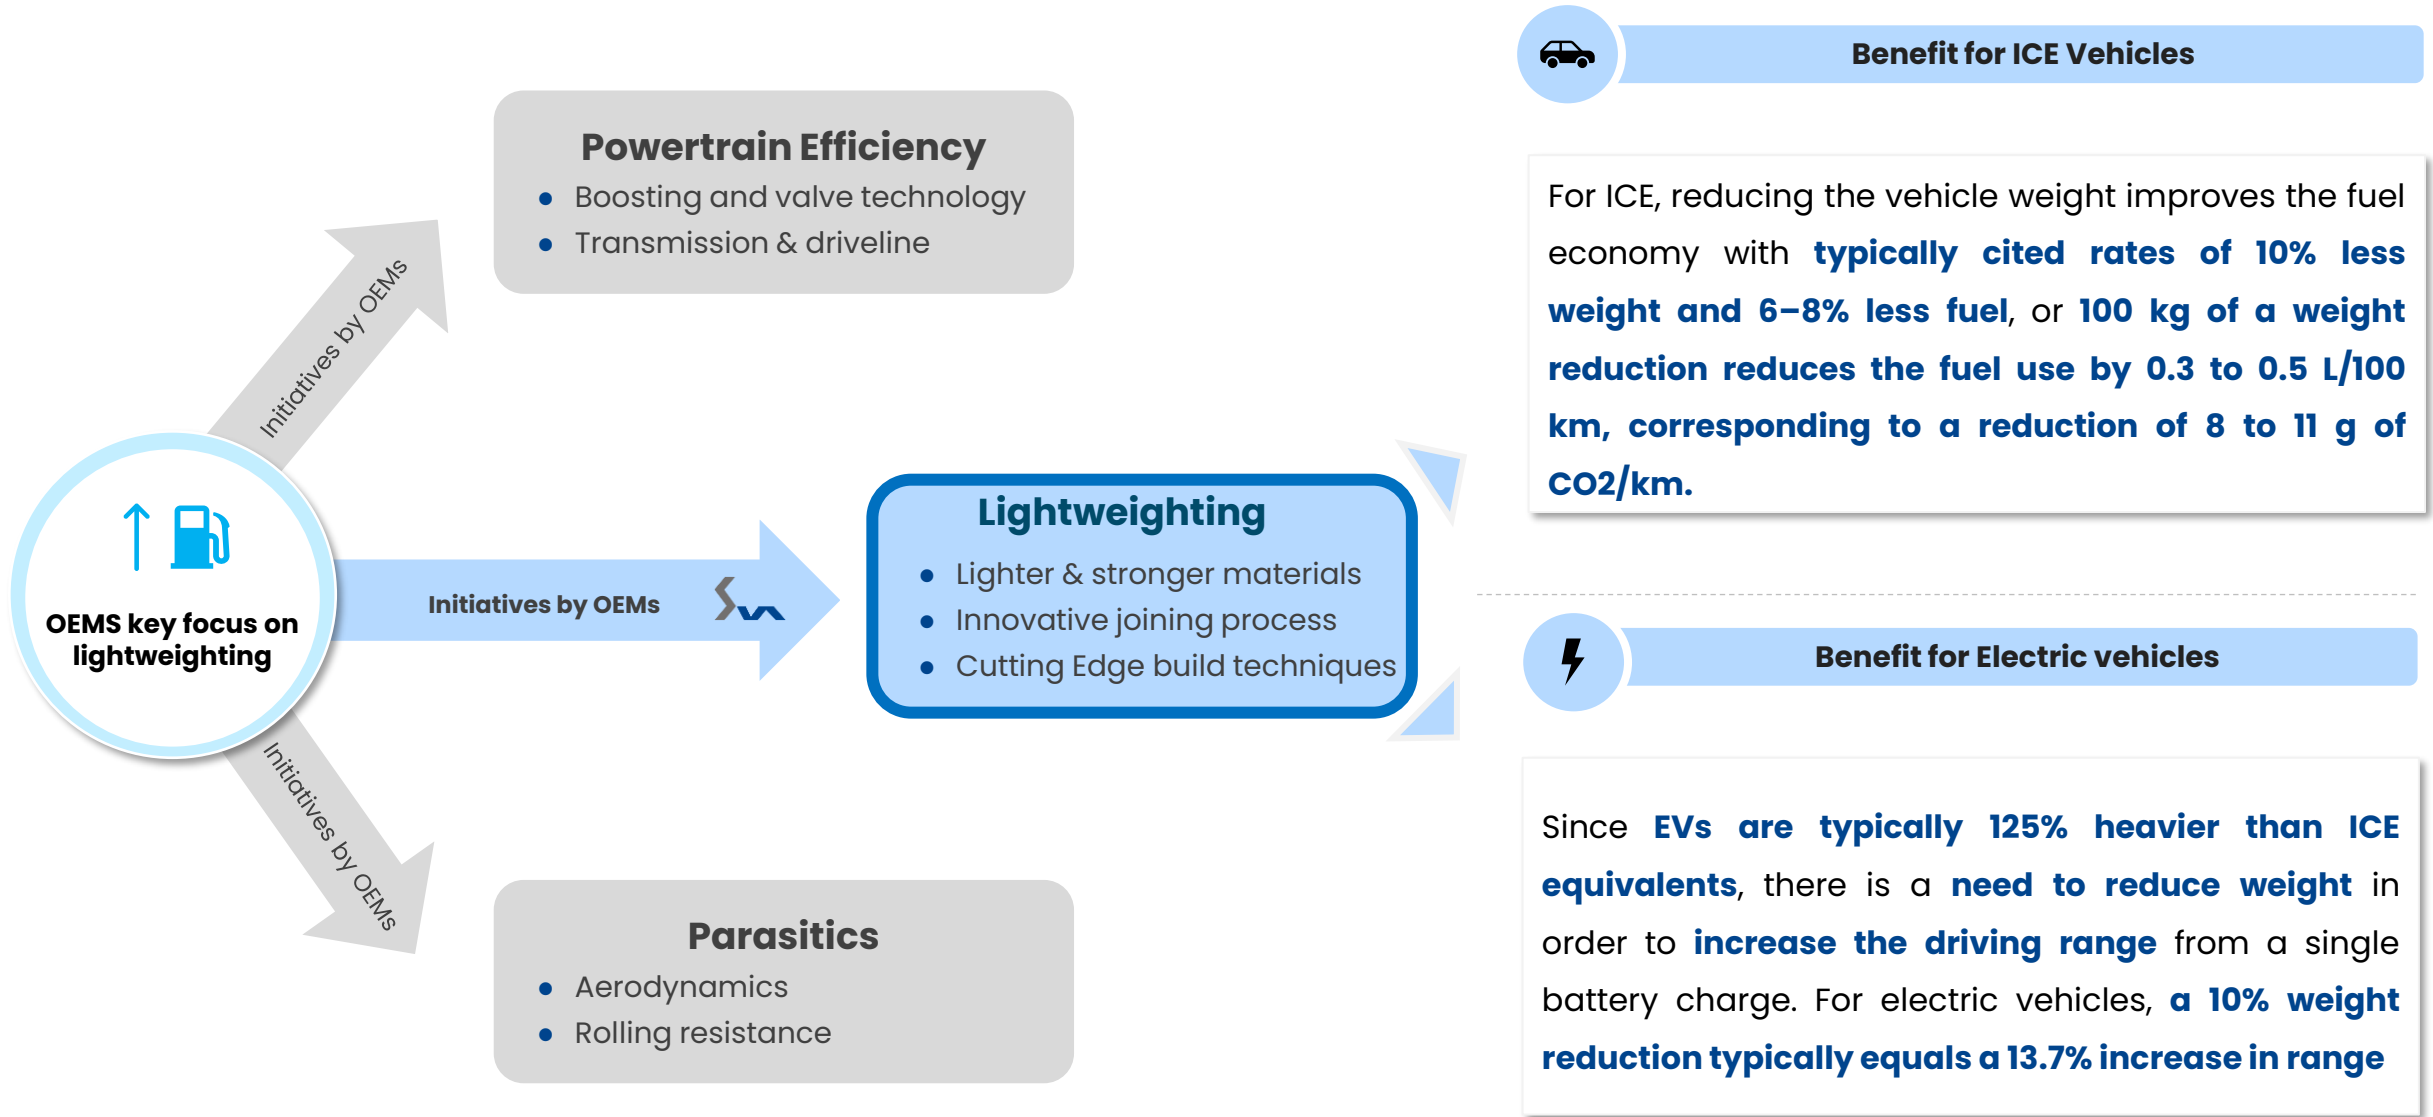 OEMS key focus on
lightweighting
Initiatives by OEMs
Powertrain Efficiency
Boosting and valve technology
Transmission & driveline
Initiatives by OEMs
Lightweighting
Lighter & stronger materials
Innovative joining process
Cutting Edge build techniques
Initiatives by OEMs
Parasitics
Aerodynamics
Rolling resistance
Benefit for ICE Vehicles
For ICE, reducing the vehicle weight improves the fuel
economy with typically cited rates of 10% less
weight and 6–8% less fuel, or 100 kg of a weight
reduction reduces the fuel use by 0.3 to 0.5 L/100
km, corresponding to a reduction of 8 to 11 g of
CO2/km.
Benefit for Electric vehicles
Since EVs are typically 125% heavier than ICE
equivalents, there is a need to reduce weight in
order to increase the driving range from a single
battery charge. For electric vehicles, a 10% weight
reduction typically equals a 13.7% increase in range